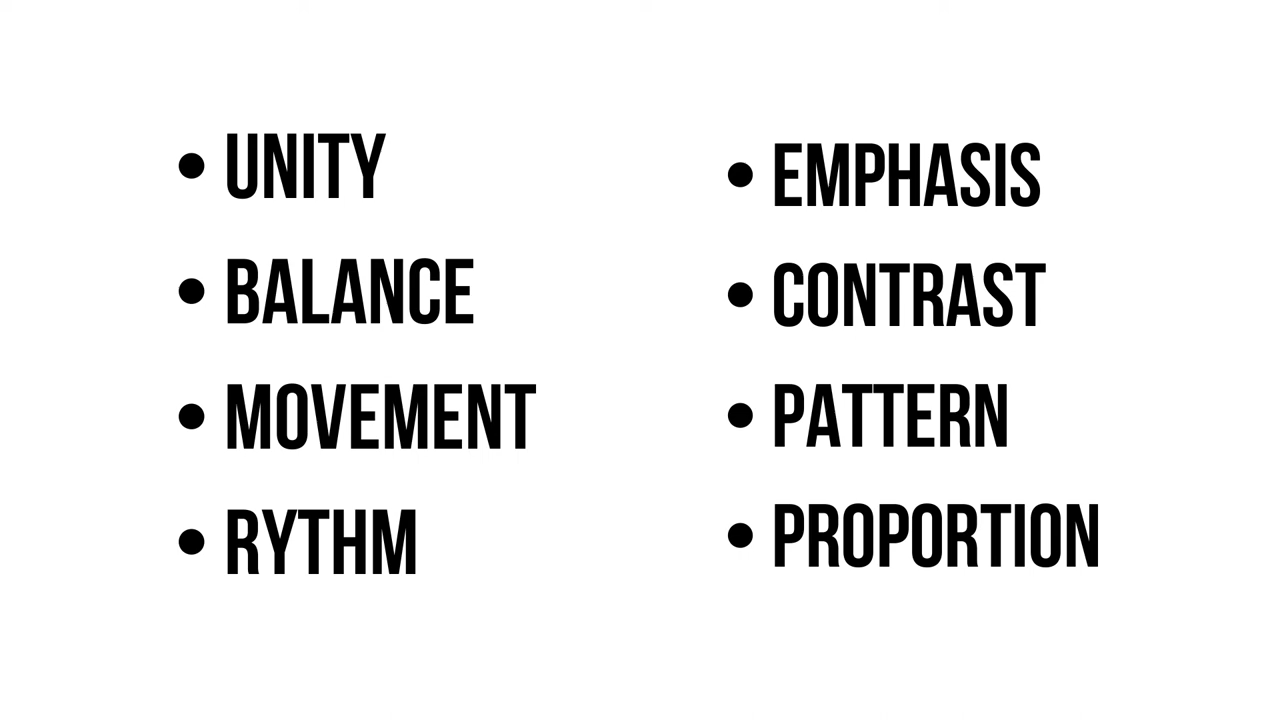 • UNITY
• BALANCE
• MOVEMENT
• RYTHM
• EMPHASIS
• CONTRAST
• PATTERN
• PROPORTION